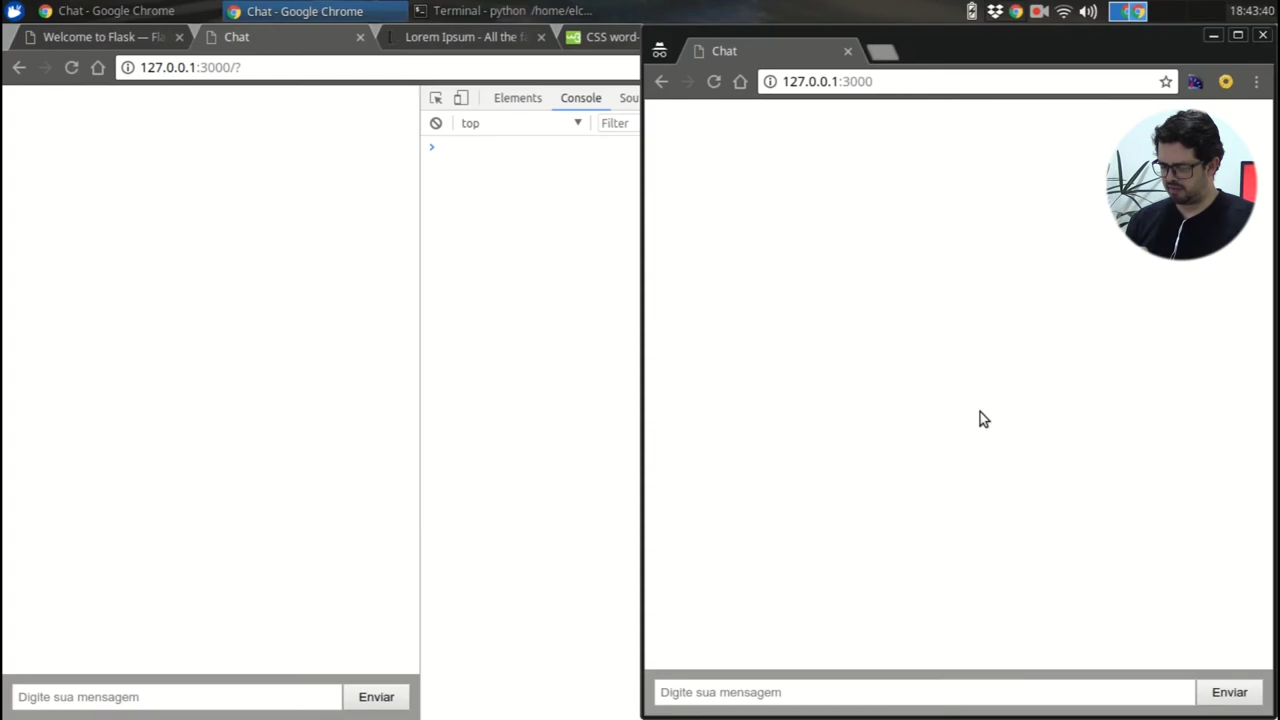 Chat - Google Chrome
Chat - Google Chrome
Terminal - python /home/elc...
18:43:40
Welcome to Flask — Fla
Chat
Lorem Ipsum - All the fa
CSS word-
127.0.0.1:3000/?
Elements
Console
Sou
top
Filter
Digite sua mensagem
Enviar
Chat
127.0.0.1:3000
Digite sua mensagem
Enviar